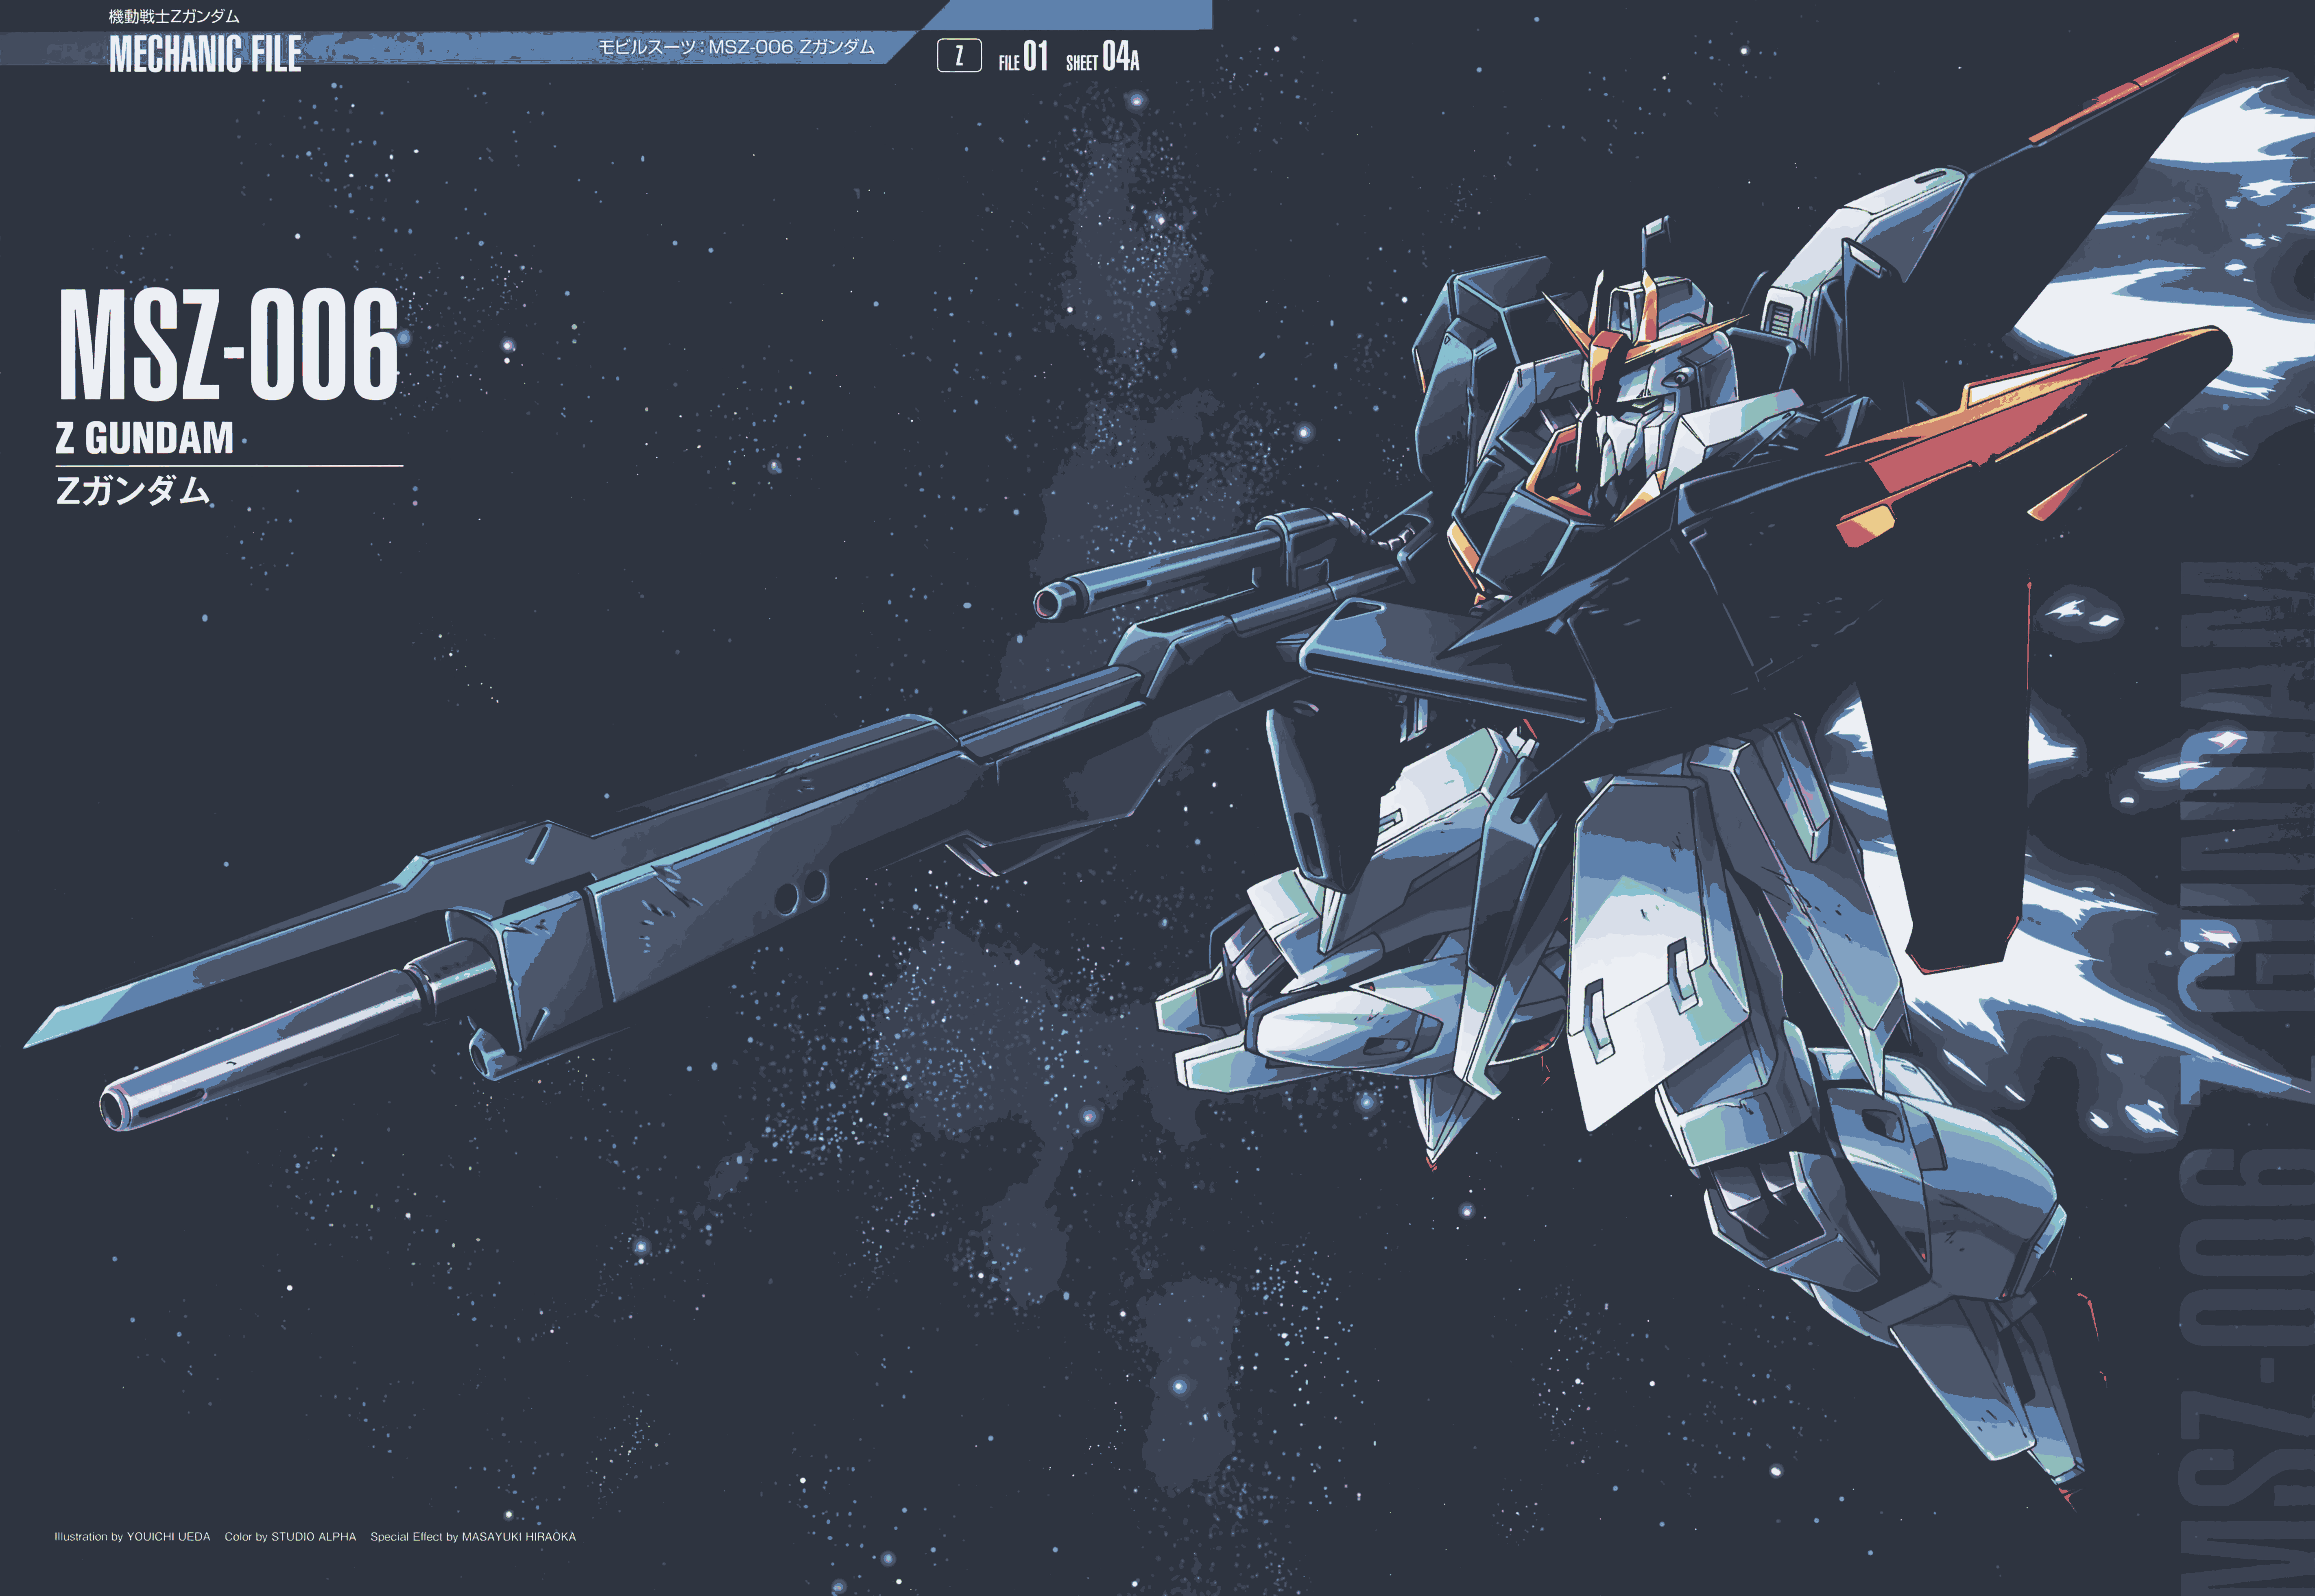 機動戦士Zガンダム
MECHANIC FILE
モビルスーツ：MSZ-006 Zガンダム
Z FILE 01 SHEET 04A
MSZ-006
Z GUNDAM
Zガンダム
MSZ-006 Z GUNDAM
Illustration by YOUICHI UEDA Color by STUDIO ALPHA Special Effect by MASAYUKI HIRAOKA